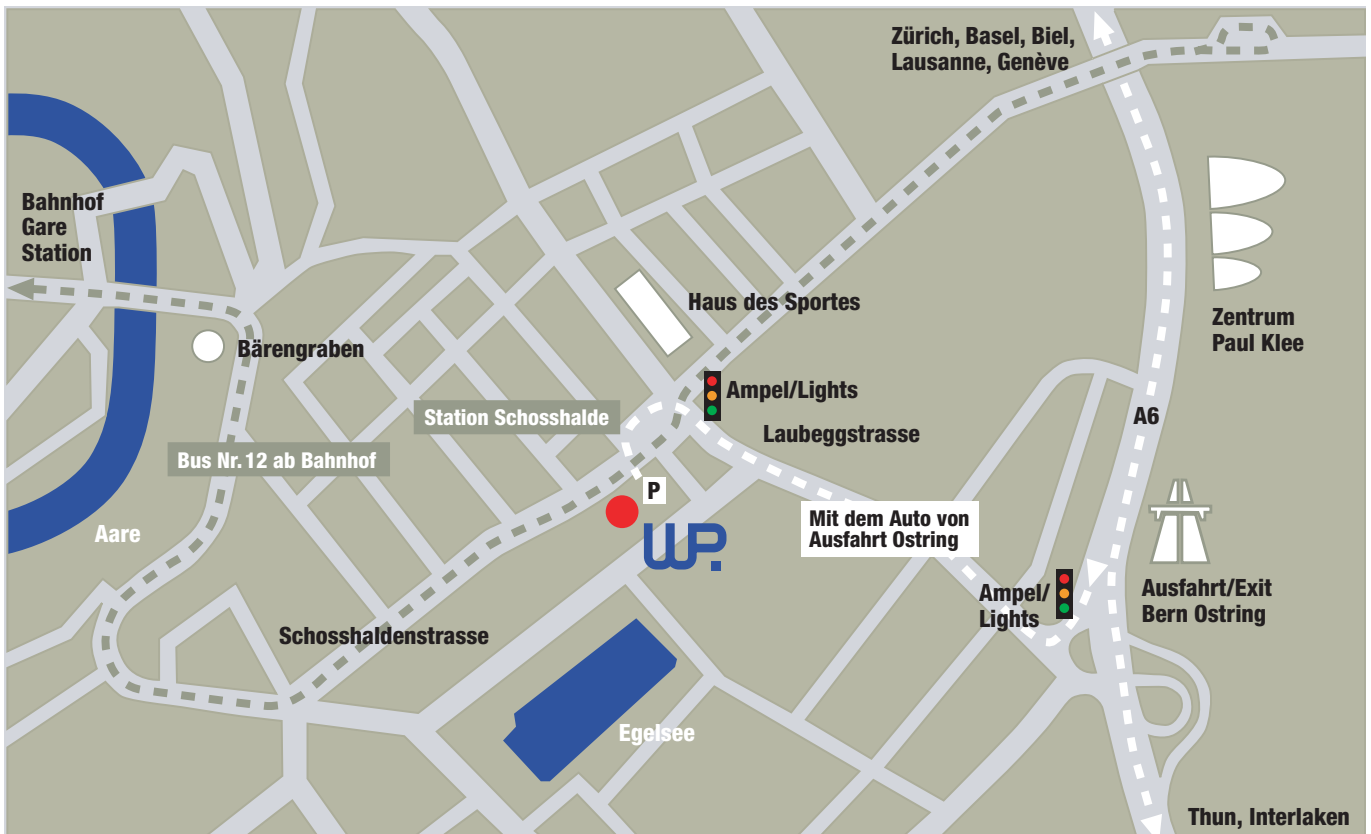 Zürich, Basel, Biel,
Lausanne, Genève
Bahnhof
Gare
Station
Haus des Sportes
Zentrum
Paul Klee
Bärengraben
Ampel/Lights
Station Schosshalde
A6
Laubeggstrasse
Bus Nr. 12 ab Bahnhof
P
Mit dem Auto von
Ausfahrt Ostring
Aare
WP.
Ampel/
Lights
Ausfahrt/Exit
Bern Ostring
Schosshaldenstrasse
Egelsee
Thun, Interlaken